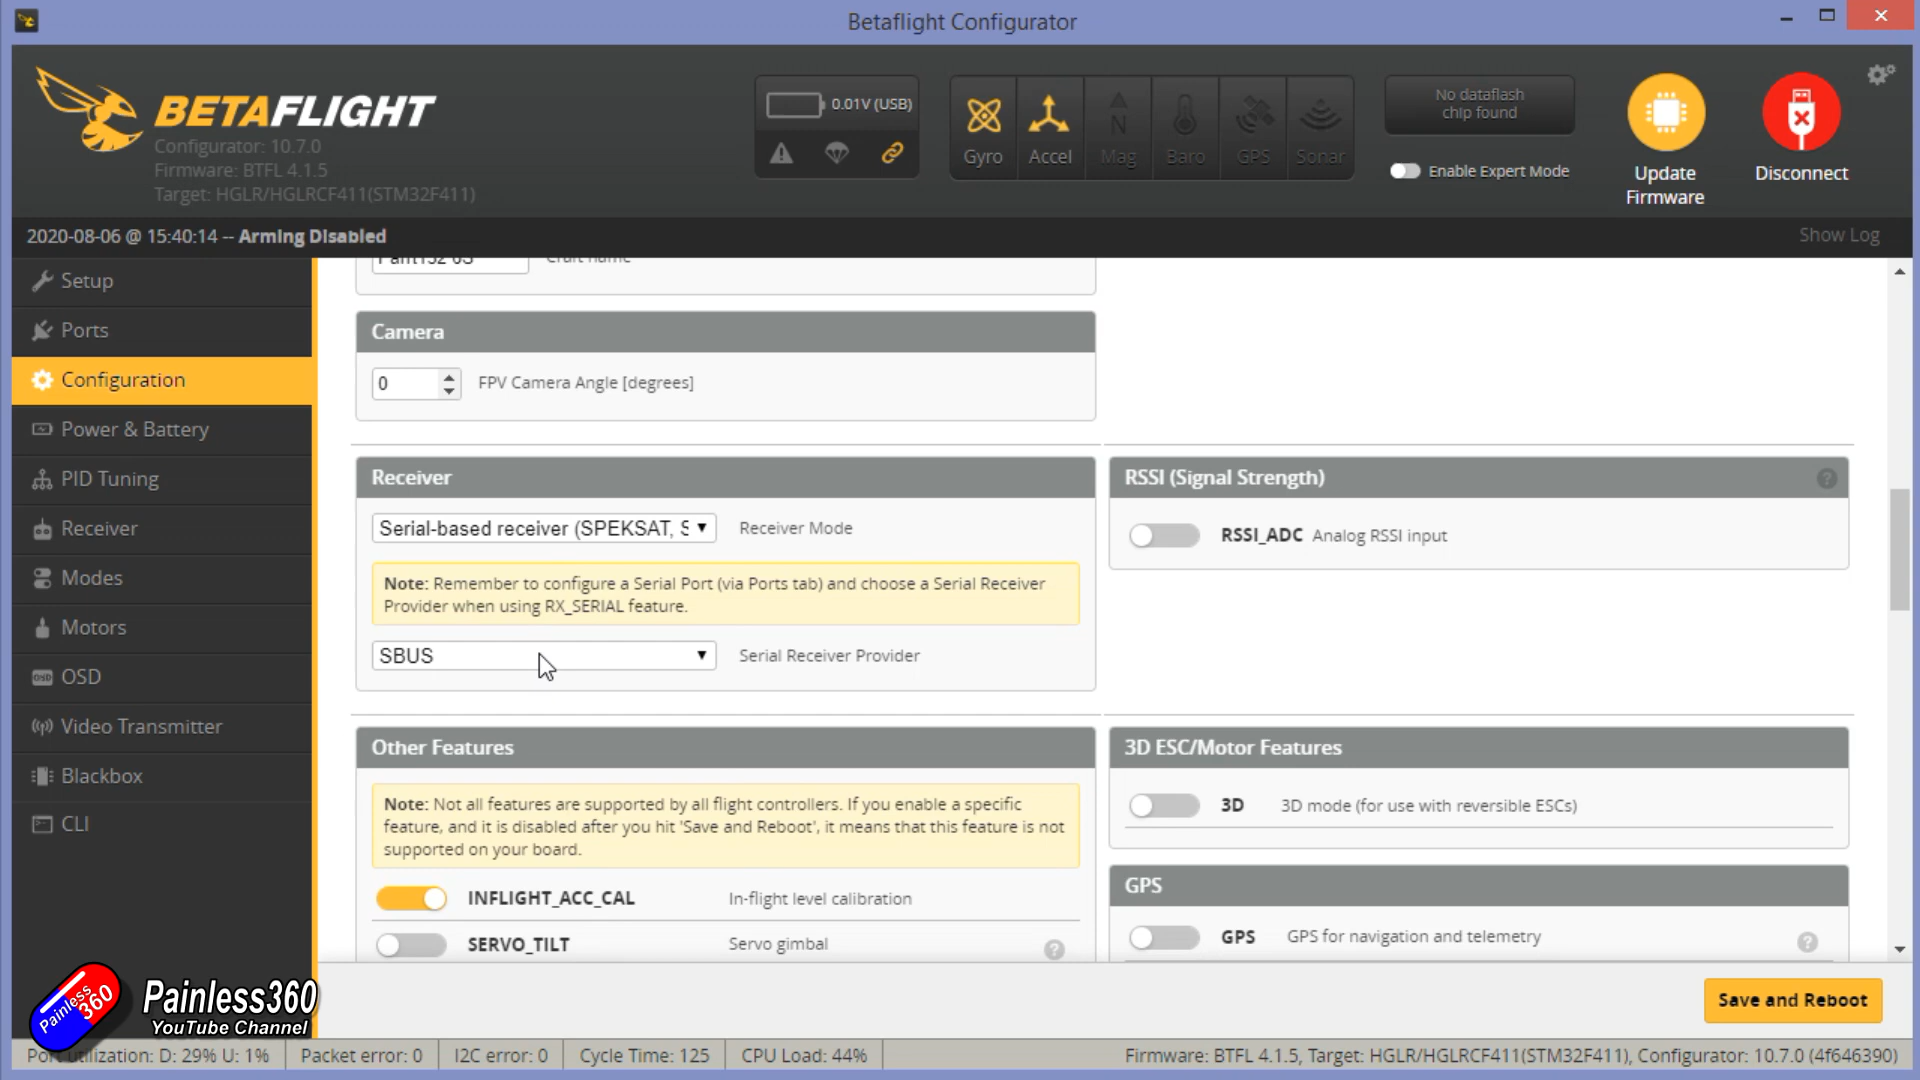 Betaflight Configurator
BETAFLIGHT
Configurator: 10.7.0
Firmware: BTFL 4.1.5
Target: HGLR/HGLRCF411(STM32F411)
0.01V (USB)
Gyro
Accel
Mag
Baro
GPS
Sonar
No dataflash
chip found
Enable Expert Mode
Update
Firmware
Disconnect
2020-08-06 @ 15:40:14 -- Arming Disabled
Show Log
Setup
Ports
Configuration
Power & Battery
PID Tuning
Receiver
Modes
Motors
OSD
Video Transmitter
Blackbox
CLI
Craft name
Camera
0
FPV Camera Angle [degrees]
Receiver
Serial-based receiver (SPEKSAT, S
Receiver Mode
Note: Remember to configure a Serial Port (via Ports tab) and choose a Serial Receiver
Provider when using RX_SERIAL feature.
SBUS
Serial Receiver Provider
RSSI (Signal Strength)
RSSI_ADC Analog RSSI input
Other Features
Note: Not all features are supported by all flight controllers. If you enable a specific
feature, and it is disabled after you hit 'Save and Reboot', it means that this feature is not
supported on your board.
INFLIGHT_ACC_CAL In-flight level calibration
SERVO_TILT Servo gimbal
3D ESC/Motor Features
3D 3D mode (for use with reversible ESCs)
GPS
GPS GPS for navigation and telemetry
Save and Reboot
Painless
360
Painless360
YouTube Channel
Port utilization: D: 29% U: 1%
Packet error: 0
I2C error: 0
Cycle Time: 125
CPU Load: 44%
Firmware: BTFL 4.1.5, Target: HGLR/HGLRCF411(STM32F411), Configurator: 10.7.0 (4f646390)